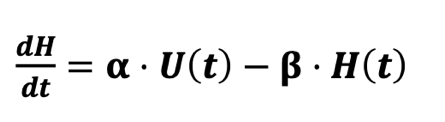 dH/dt = α · U(t) − β · H(t)